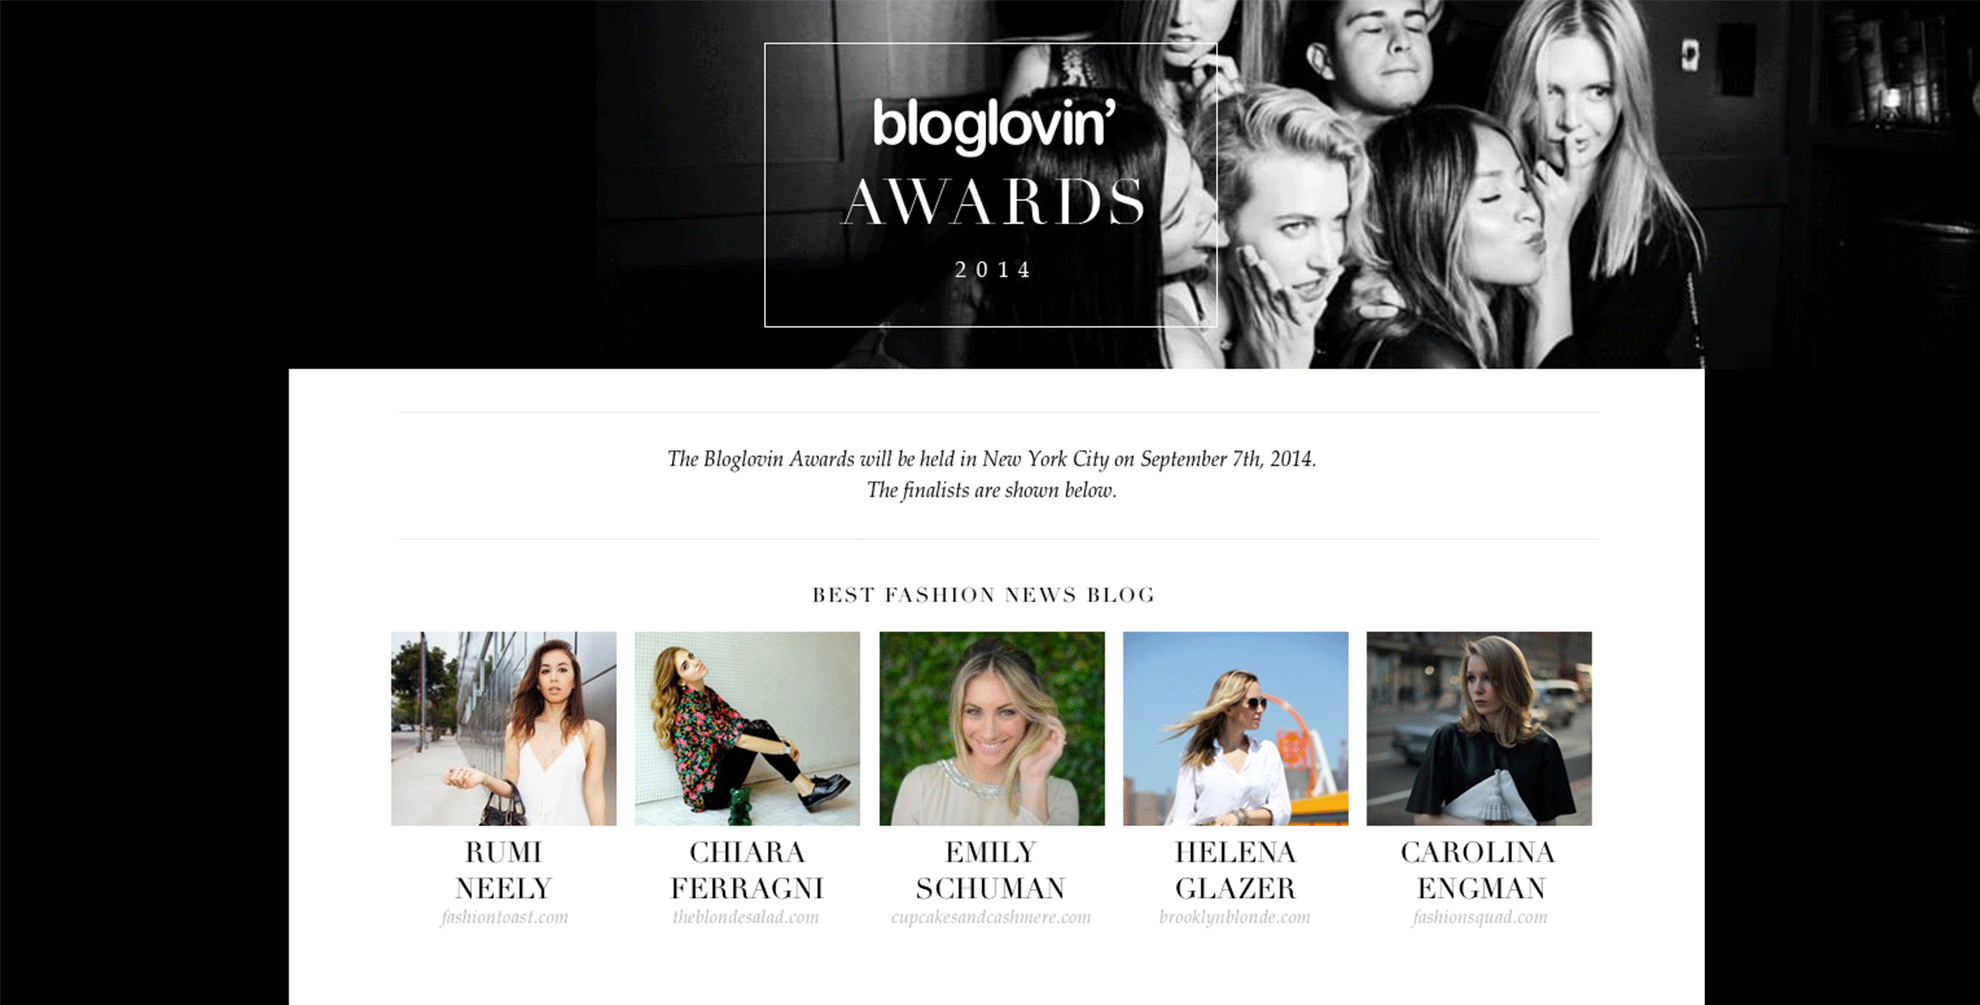 bloglovin’
AWARDS
2014
The Bloglovin Awards will be held in New York City on September 7th, 2014.
The finalists are shown below.
BEST FASHION NEWS BLOG
RUMI
NEELY
fashiontoast.com
CHIARA
FERRAGNI
theblondesalad.com
EMILY
SCHUMAN
cupcakesandcashmere.com
HELENA
GLAZER
brooklynblonde.com
CAROLINA
ENGMAN
fashionsquad.com